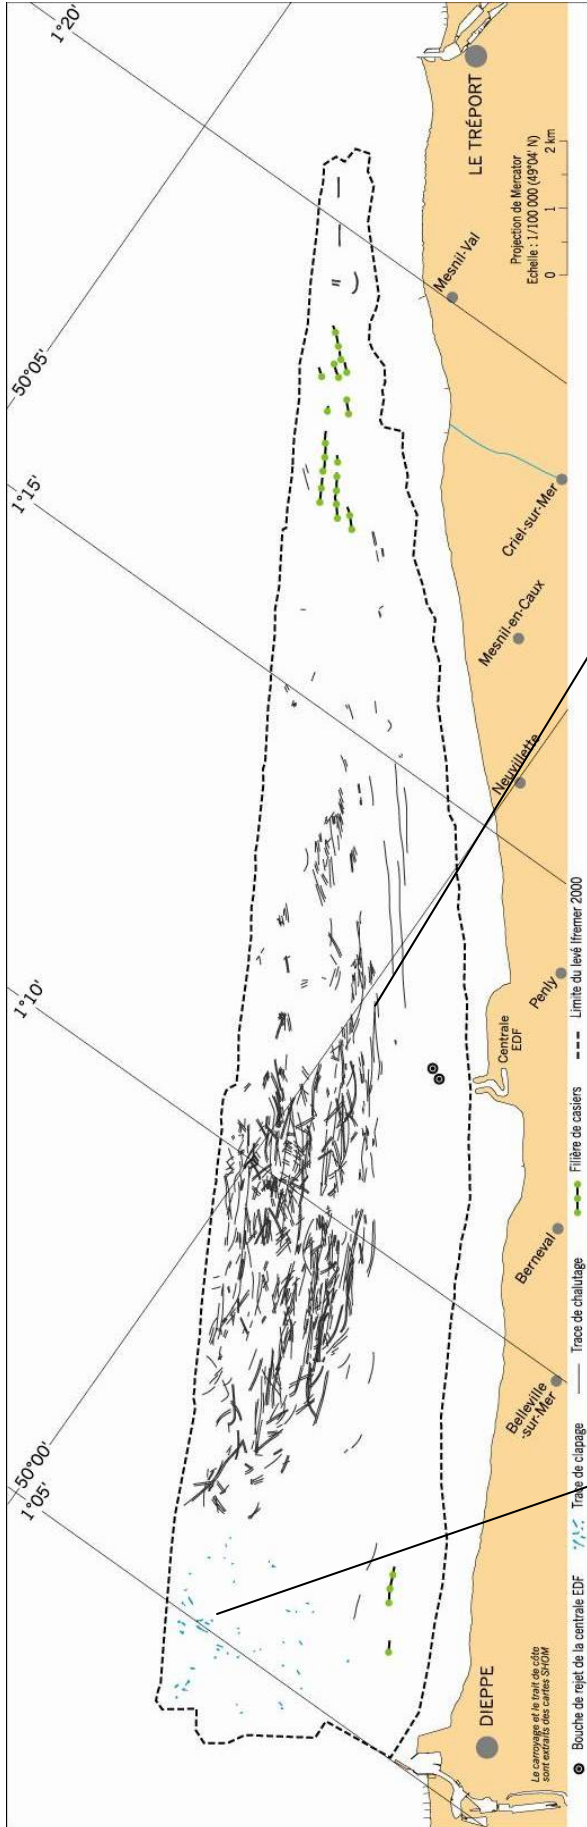 1°20'
50°05'
1°15'
1°10'
50°00'
1°05'
LE TRÉPORT
Mesnil-Val
Criel-sur-Mer
Mesnil-en-Caux
Neuvillette
Penly
Centrale
EDF
Berneval
Belleville
-sur-Mer
DIEPPE
Projection de Mercator
Echelle : 1/100 000 (49°04' N)
0 1 2 km
Le carroyage et le trait de côte
sont extraits des cartes SHOM
Bouche de rejet de la centrale EDF Trace de clapage Trace de chalutage Filière de casiers Limite du levé Ifremer 2000